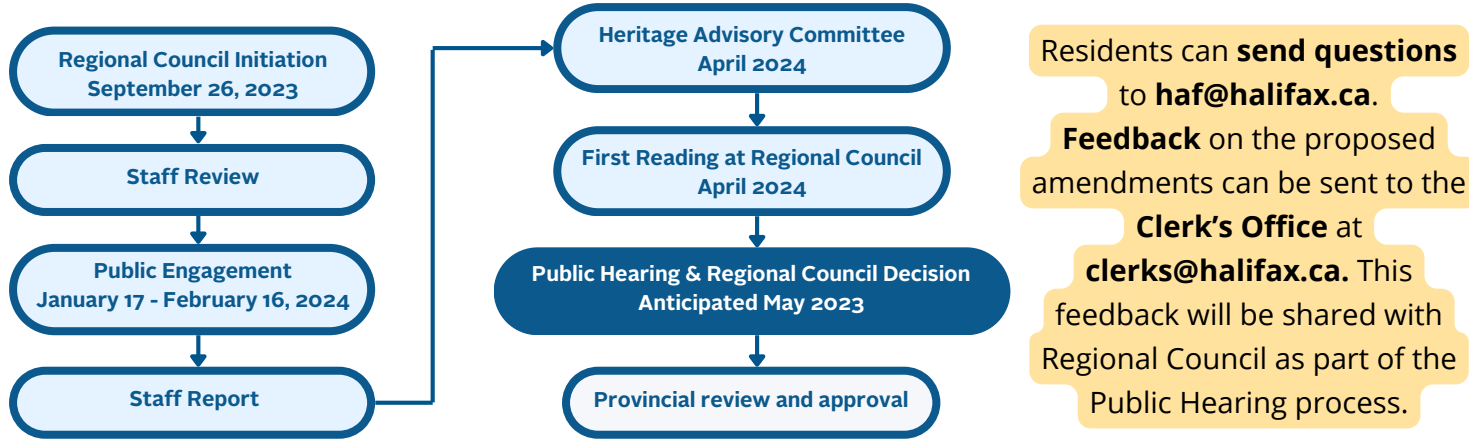 Regional Council Initiation
September 26, 2023
Staff Review
Public Engagement
January 17 - February 16, 2024
Staff Report
Heritage Advisory Committee
April 2024
First Reading at Regional Council
April 2024
Public Hearing & Regional Council Decision
Anticipated May 2023
Provincial review and approval
Residents can send questions
to haf@halifax.ca.
Feedback on the proposed
amendments can be sent to the
Clerk’s Office at
clerks@halifax.ca. This
feedback will be shared with
Regional Council as part of the
Public Hearing process.